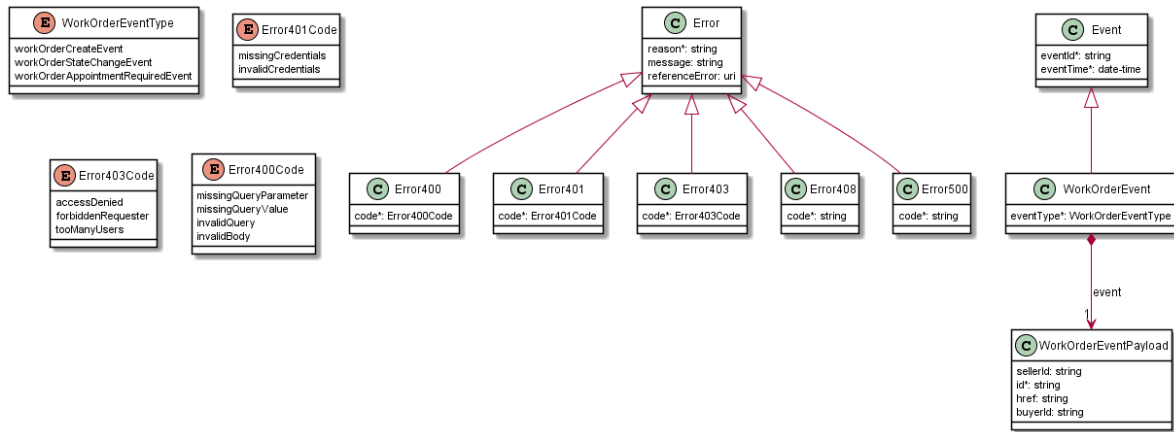 E WorkOrderEventType
workOrderCreateEvent
workOrderStateChangeEvent
workOrderAppointmentRequiredEvent
E Error401Code
missingCredentials
invalidCredentials
C Error
reason*: string
message: string
referenceError: uri
C Event
eventId*: string
eventTime*: date-time
E Error403Code
accessDenied
forbiddenRequester
tooManyUsers
E Error400Code
missingQueryParameter
missingQueryValue
invalidQuery
invalidBody
C Error400
code*: Error400Code
C Error401
code*: Error401Code
C Error403
code*: Error403Code
C Error408
code*: string
C Error500
code*: string
C WorkOrderEvent
eventType*: WorkOrderEventType
event
1
C WorkOrderEventPayload
sellerId: string
id*: string
href: string
buyerId: string